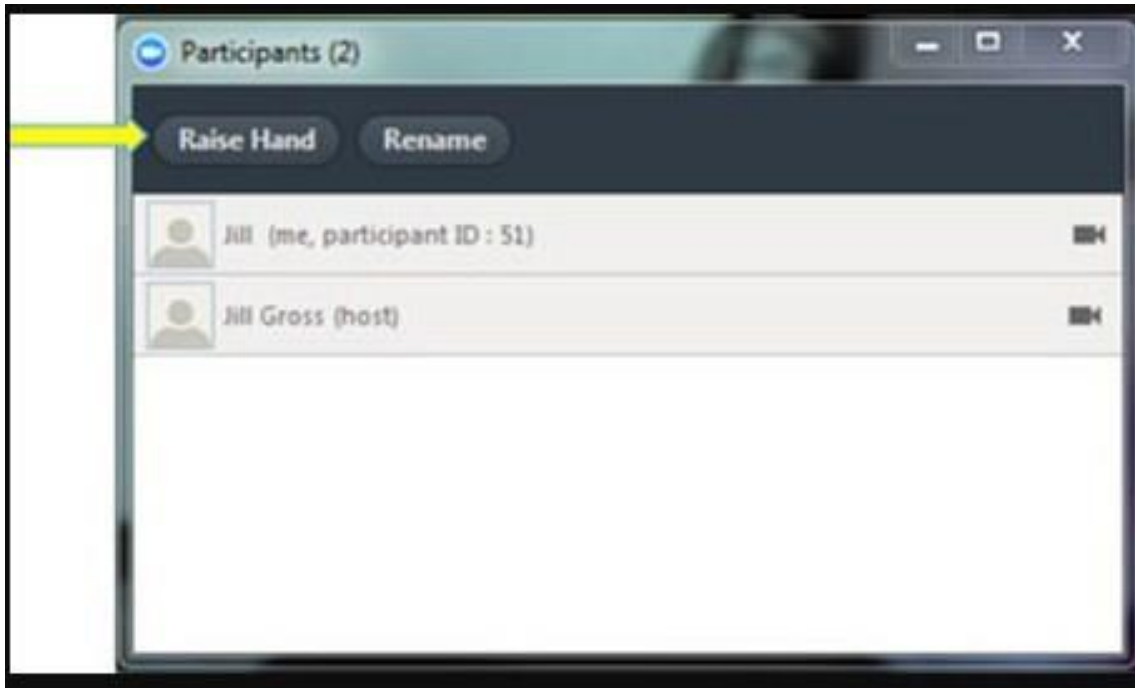 Participants (2)
Raise Hand Rename
Jill (me, participant ID : 51)
Jill Gross (host)